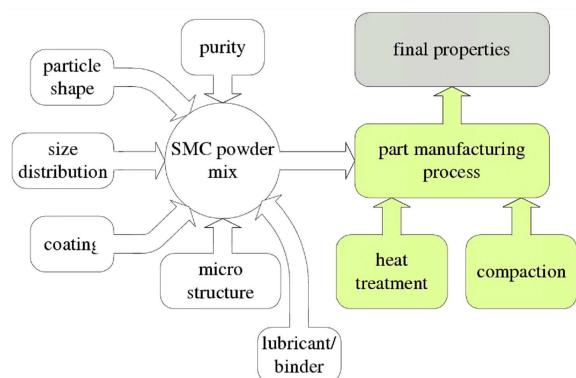 purity
particle
shape
size
distribution
coating
SMC powder
mix
micro
structure
lubricant/
binder
final properties
part manufacturing
process
heat
treatment
compaction